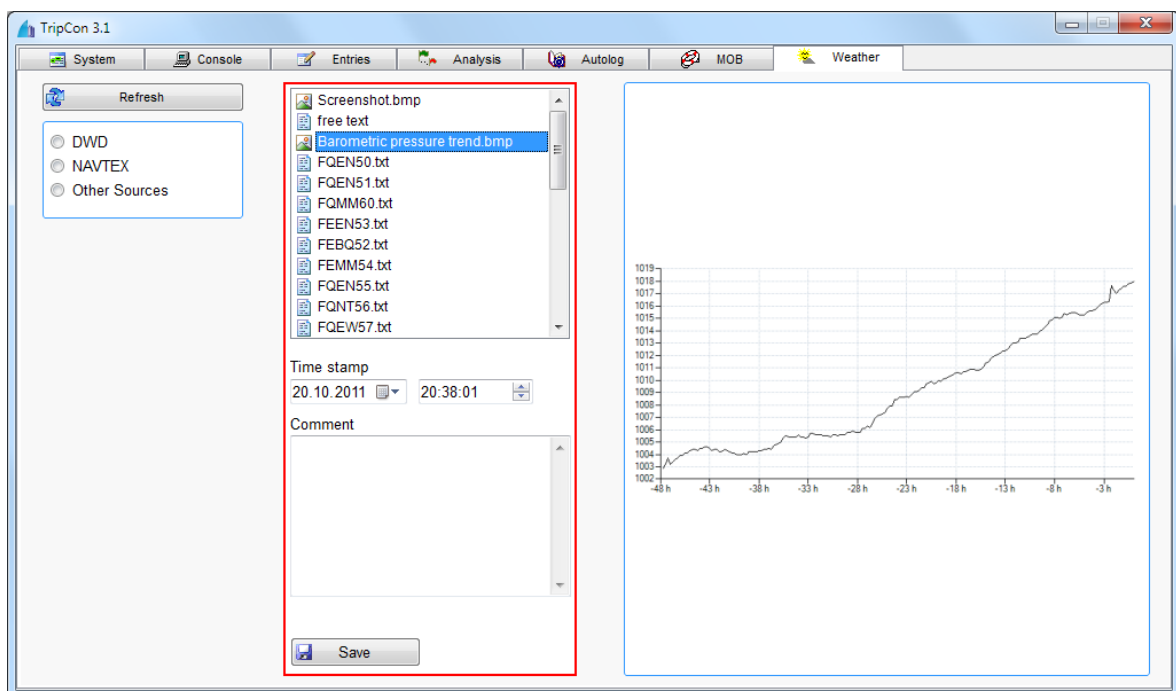 TripCon 3.1
System Console Entries Analysis Autolog MOB Weather
Refresh
DWD
NAVTEX
Other Sources
Screenshot.bmp
free text
Barometric pressure trend.bmp
FQEN50.txt
FQEN51.txt
FQMM60.txt
FEEN53.txt
FEBQ52.txt
FEMM54.txt
FQEN55.txt
FQNT56.txt
FQEW57.txt
Time stamp
20.10.2011 20:38:01
Comment
Save
1019
1018
1017
1016
1015
1014
1013
1012
1011
1010
1009
1008
1007
1006
1005
1004
1003
1002
-48 h -43 h -38 h -33 h -28 h -23 h -18 h -13 h -8 h -3 h